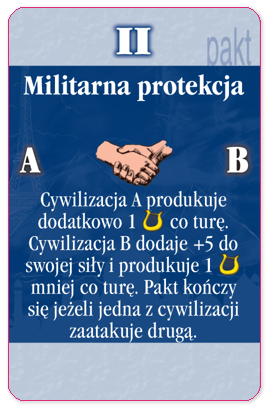 II
pakt
Militarna protekcja
A B
Cywilizacja A produkuje
dodatkowo 1 co turę.
Cywilizacja B dodaje +5 do
swojej siły i produkuje 1
mniej co turę. Pakt kończy
się jeżeli jedna z cywilizacji
zaatakuje drugą.